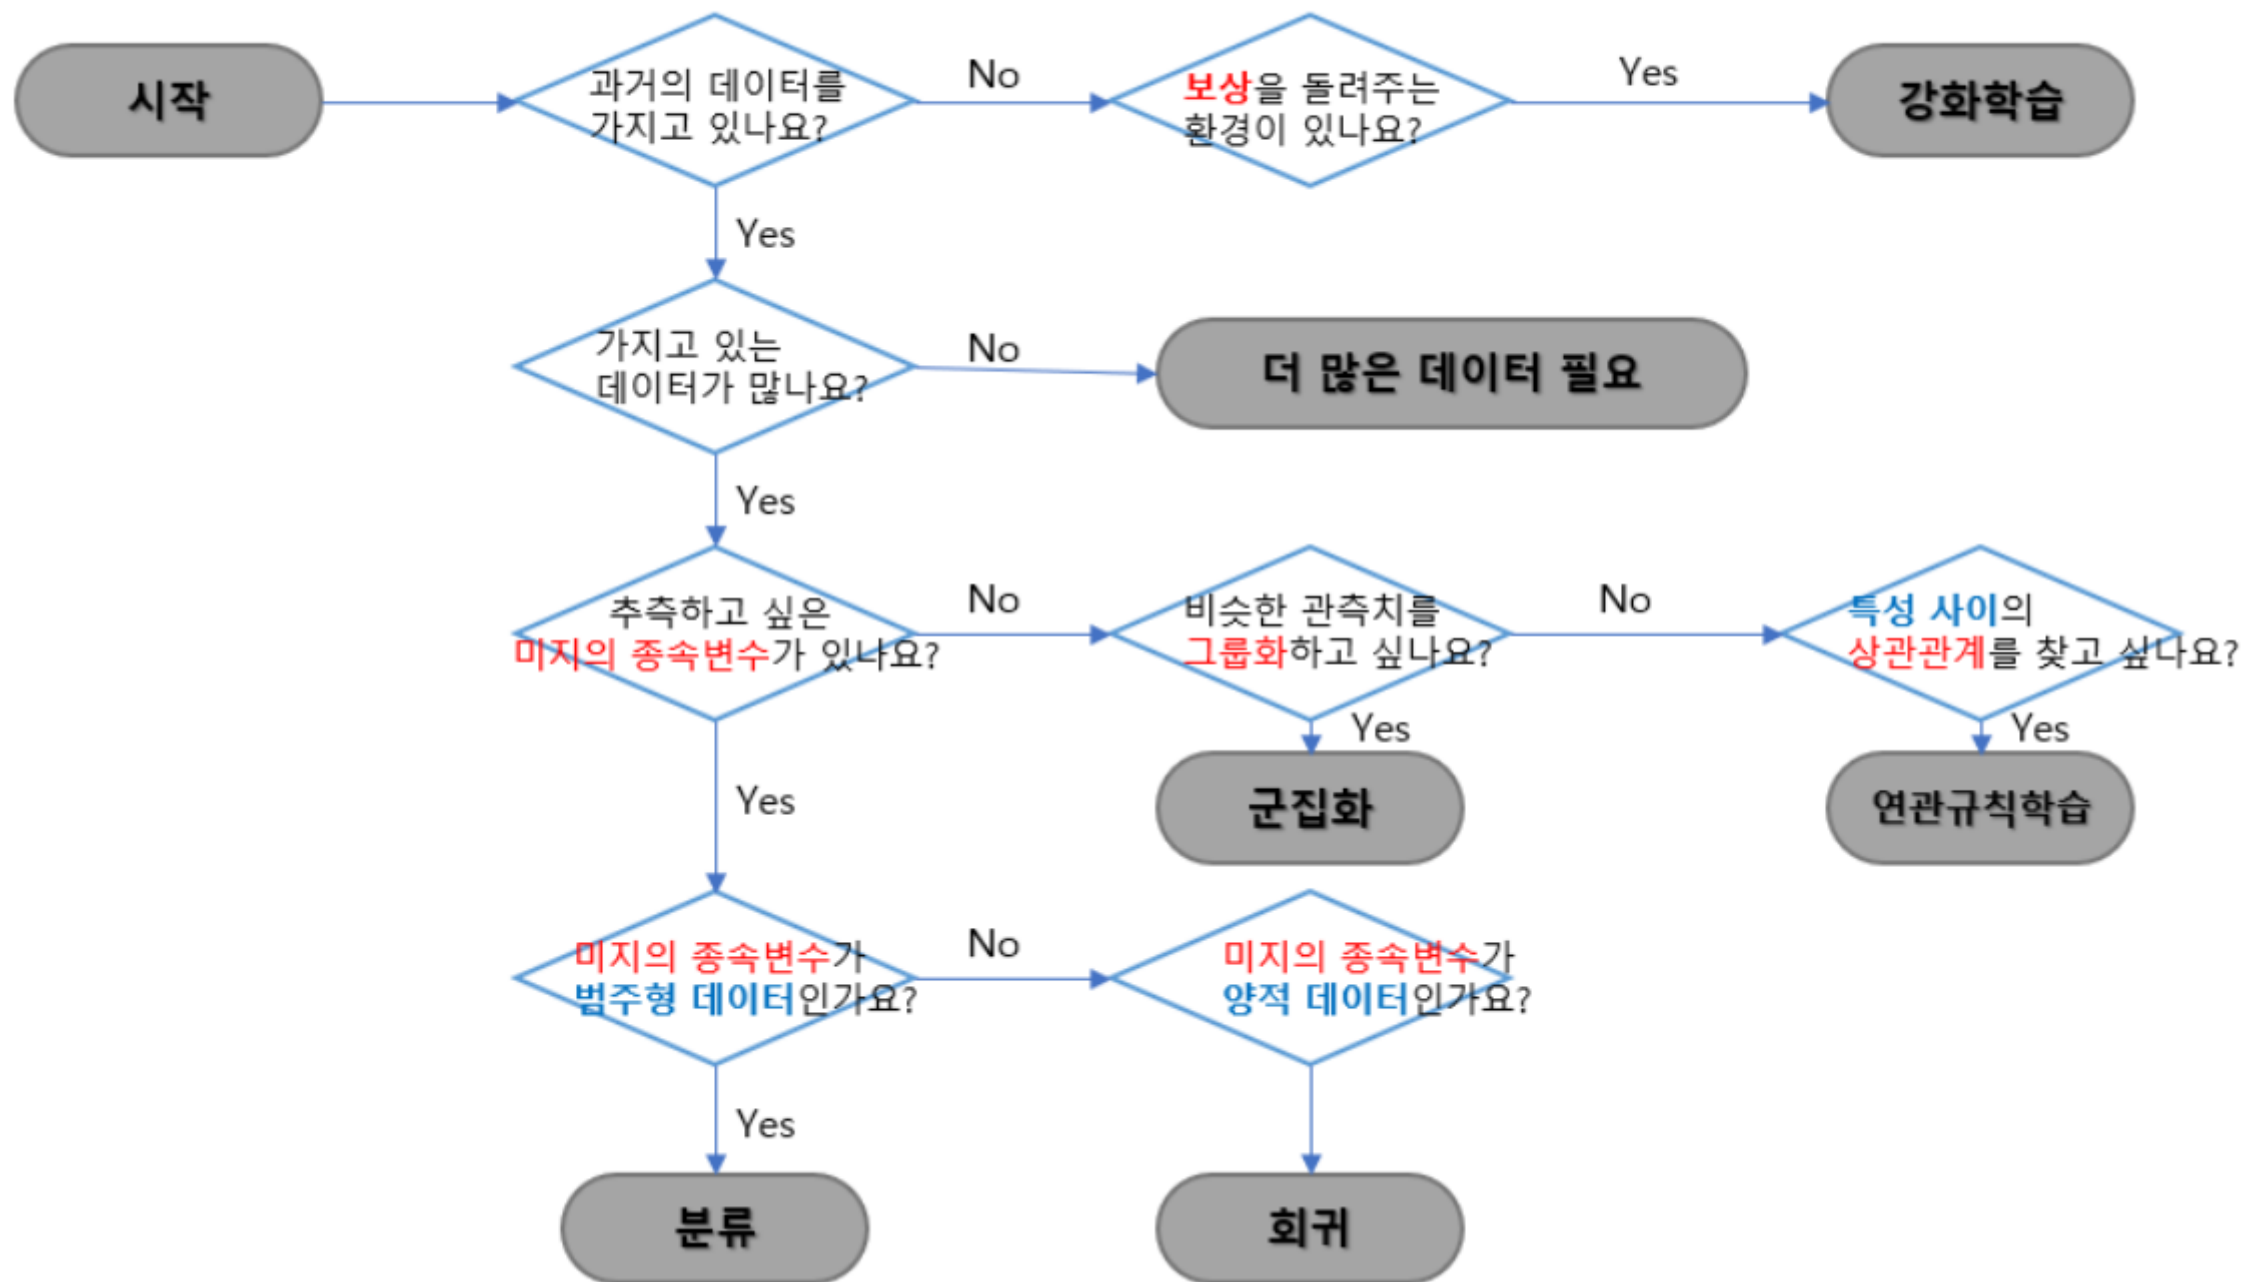 시작
과거의 데이터를
가지고 있나요?
No
보상을 돌려주는
환경이 있나요?
Yes
강화학습
Yes
가지고 있는
데이터가 많나요?
No
더 많은 데이터 필요
Yes
추측하고 싶은
미지의 종속변수가 있나요?
No
비슷한 관측치를
그룹화하고 싶나요?
No
특성 사이의
상관관계를 찾고 싶나요?
Yes
군집화
Yes
연관규칙학습
Yes
미지의 종속변수가
범주형 데이터인가요?
No
미지의 종속변수가
양적 데이터인가요?
Yes
분류
회귀